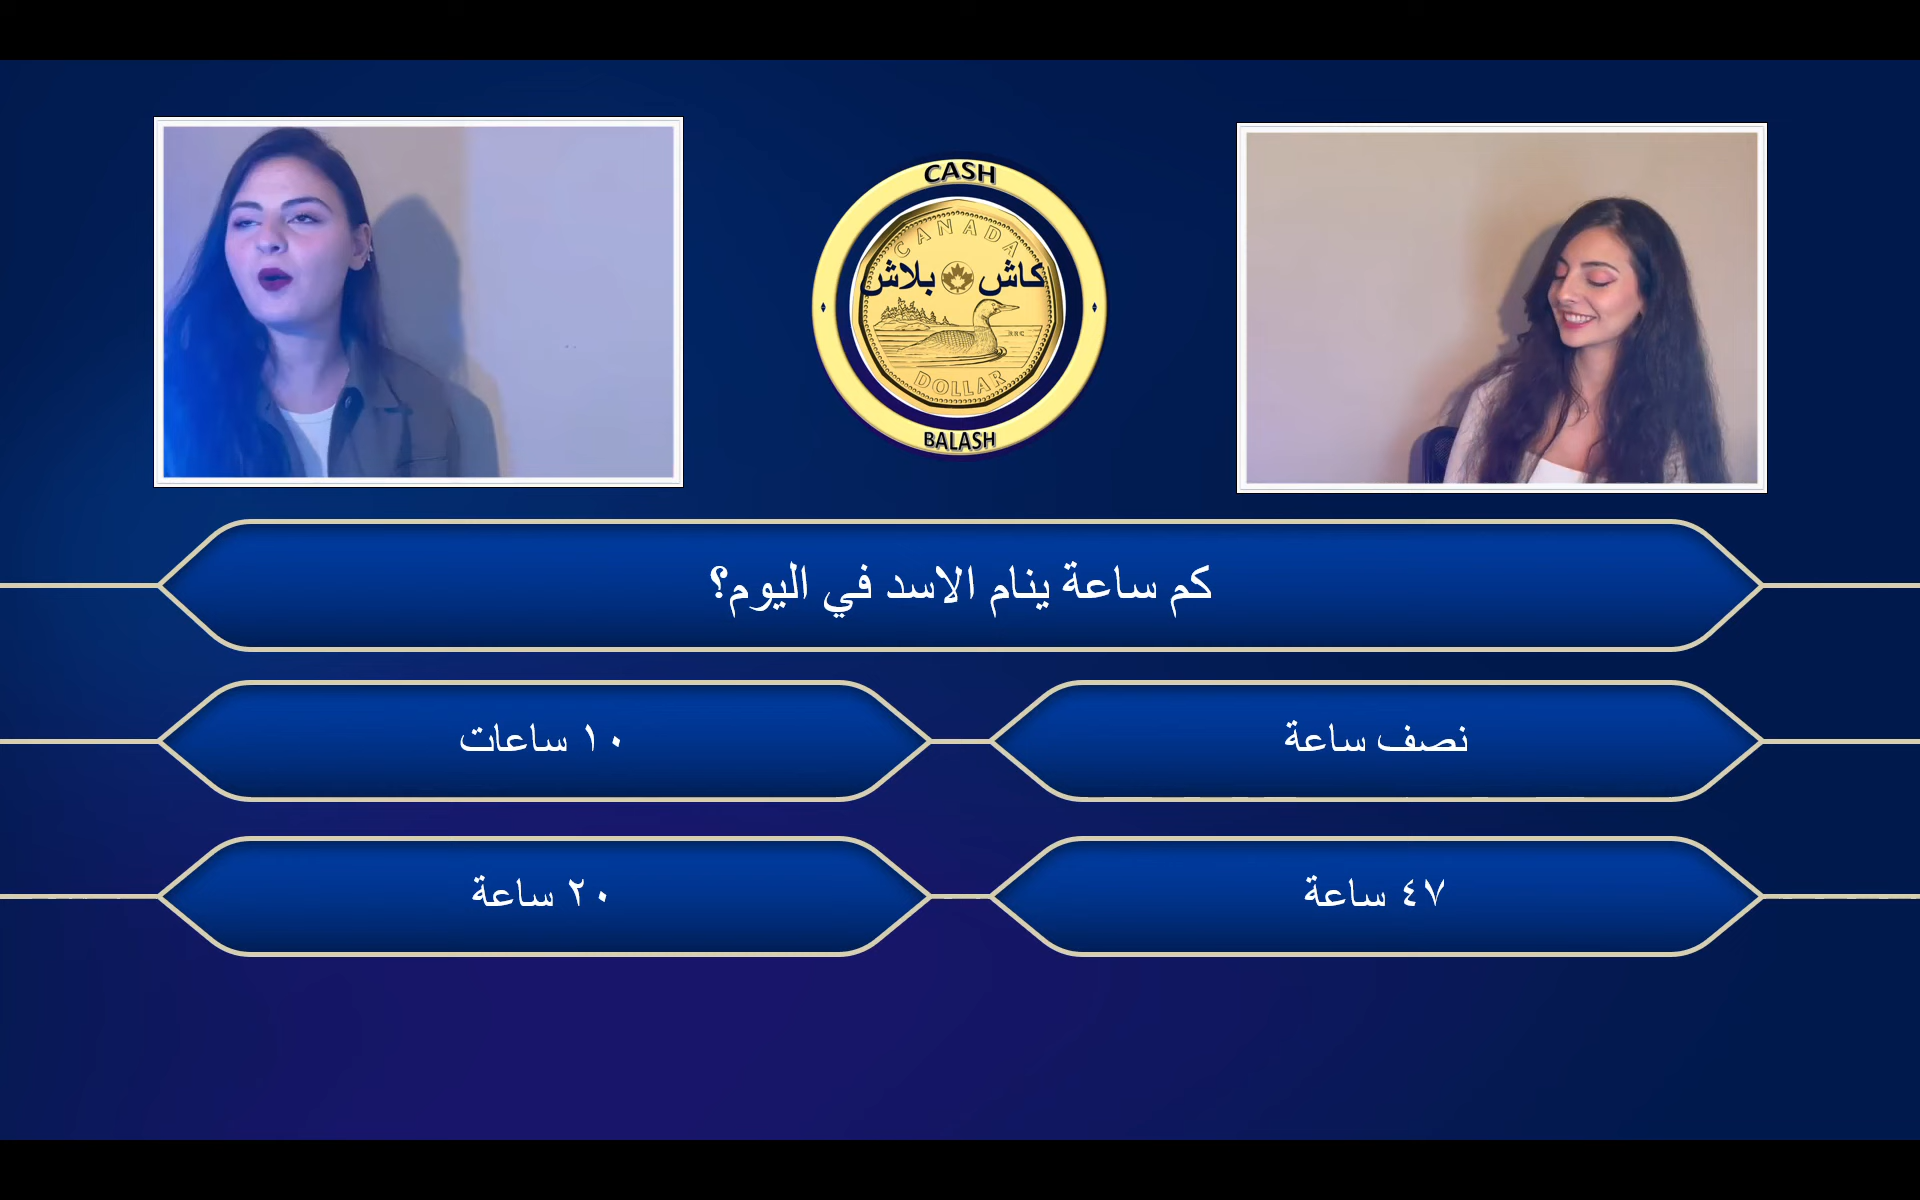 CASH
CANADA
كاش بلاش
DOLLAR
BALASH
كم ساعة ينام الاسد في اليوم؟
نصف ساعة
١٠ ساعات
٤٧ ساعة
٢٠ ساعة